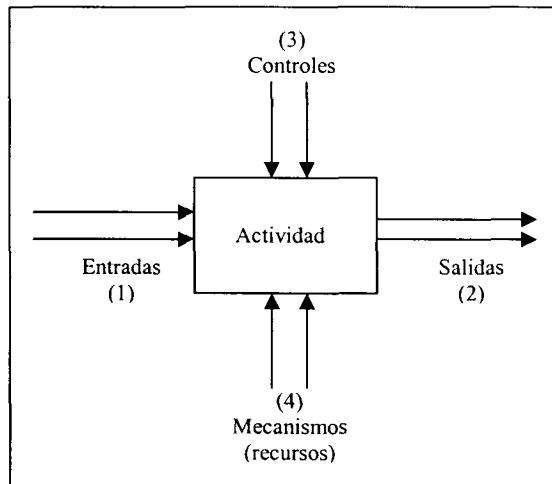 (3)
Controles
Actividad
Entradas
(1)
Salidas
(2)
(4)
Mecanismos
(recursos)